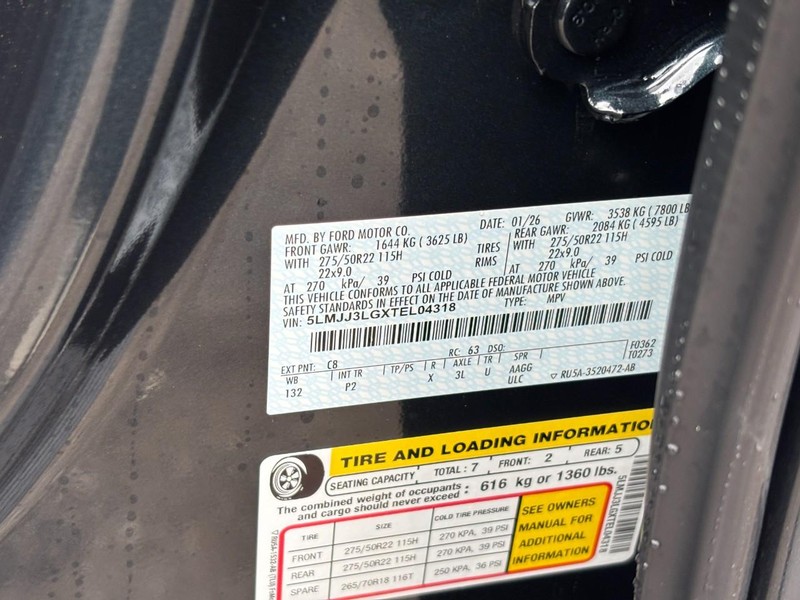 MFD. BY FORD MOTOR CO.
DATE: 01/26 GVWR: 3538 KG ( 7800 LB
FRONT GAWR: 1644 KG ( 3625 LB)
REAR GAWR: 2084 KG ( 4595 LB)
WITH 275/50R22 115H TIRES WITH 275/50R22 115H
22x9.0 RIMS 22x9.0
AT 270 kPa/ 39 PSI COLD AT 270 kPa/ 39 PSI COLD
THIS VEHICLE CONFORMS TO ALL APPLICABLE FEDERAL MOTOR VEHICLE
SAFETY STANDARDS IN EFFECT ON THE DATE OF MANUFACTURE SHOWN ABOVE.
VIN: 5LMJJ3LGXTEL04318 TYPE: MPV
F0362
T0273
EXT PNT: C8 RC: 63 DSO:
WB INT TR TP/PS R AXLE TR SPR
132 P2 X 3L U AAGG
ULC
RU5A-3520472-AB
TIRE AND LOADING INFORMATION
SEATING CAPACITY TOTAL: 7 FRONT: 2 REAR: 5
The combined weight of occupants
and cargo should never exceed : 616 kg or 1360 lbs.
TIRE SIZE COLD TIRE PRESSURE
FRONT 275/50R22 115H 270 KPA, 39 PSI
REAR 275/50R22 115H 270 KPA, 39 PSI
SPARE 265/70R18 116T 250 KPA, 36 PSI
SEE OWNERS
MANUAL FOR
ADDITIONAL
INFORMATION
5LMJJ3LGXTEL04318